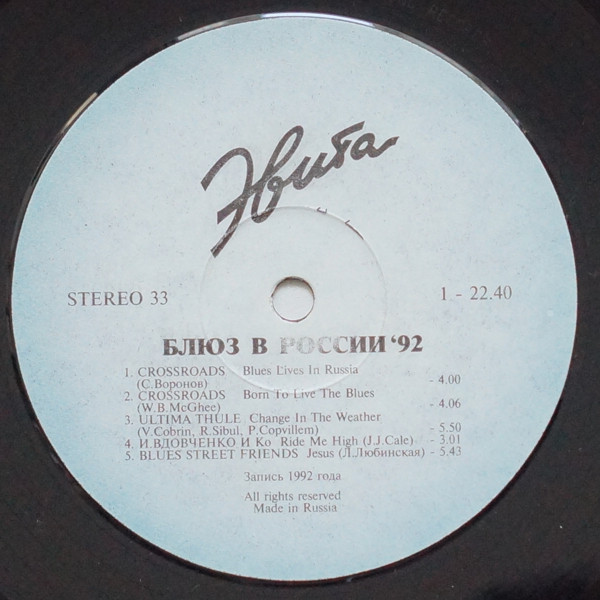 Эвита
STEREO 33
1 - 22.40
БЛЮЗ В РОССИИ '92
1. CROSSROADS Blues Lives In Russia
(С.Воронов) - 4.00
2. CROSSROADS Born To Live The Blues
(W.B.McGhee) - 4.06
3. ULTIMA THULE Change In The Weather
(V.Cobrin, R.Sibul, P.Copvillem) - 5.50
4. И.ВДОВЧЕНКО И Ко Ride Me High (J.J.Cale) - 3.01
5. BLUES STREET FRIENDS Jesus (Л.Любинская) - 5.43
Запись 1992 года
All rights reserved
Made in Russia